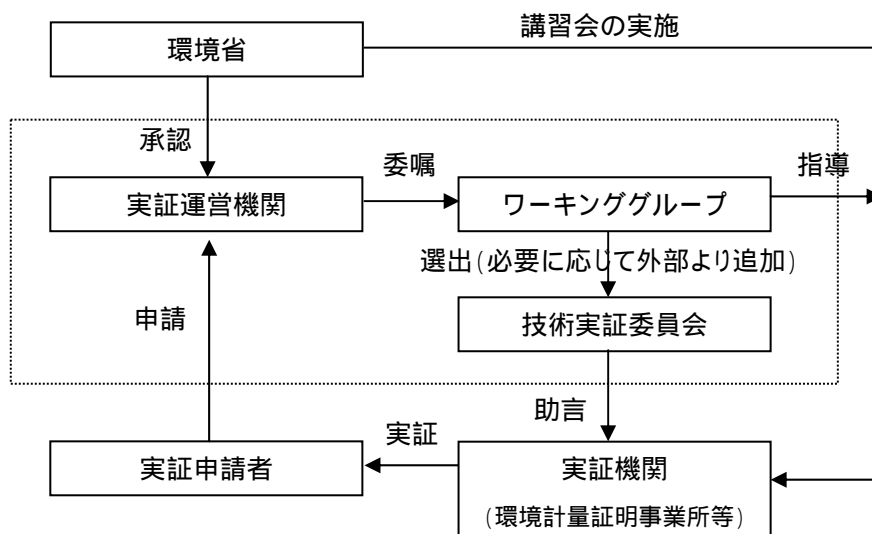 講習会の実施
環境省
承認
委嘱
指導
実証運営機関
ワーキンググループ
選出(必要に応じて外部より追加)
申請
技術実証委員会
助言
実証
実証申請者
実証機関
(環境計量証明事業所等)